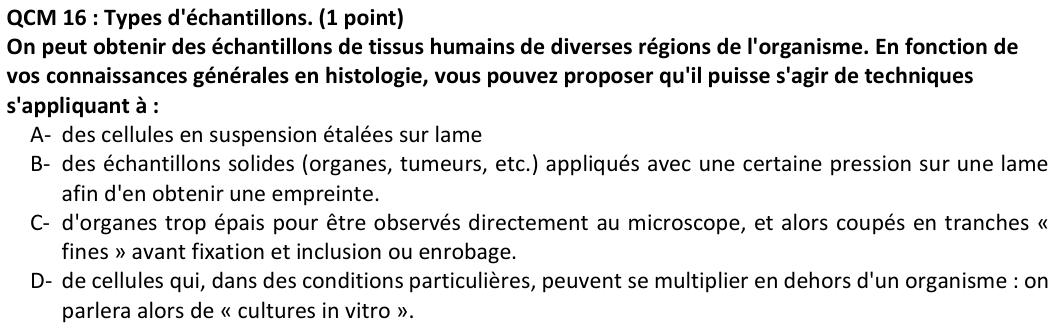 QCM 16 : Types d'échantillons. (1 point)
On peut obtenir des échantillons de tissus humains de diverses régions de l'organisme. En fonction de
vos connaissances générales en histologie, vous pouvez proposer qu'il puisse s'agir de techniques
s'appliquant à :
A- des cellules en suspension étalées sur lame
B- des échantillons solides (organes, tumeurs, etc.) appliqués avec une certaine pression sur une lame
afin d'en obtenir une empreinte.
C- d'organes trop épais pour être observés directement au microscope, et alors coupés en tranches «
fines » avant fixation et inclusion ou enrobage.
D- de cellules qui, dans des conditions particulières, peuvent se multiplier en dehors d'un organisme : on
parlera alors de « cultures in vitro ».